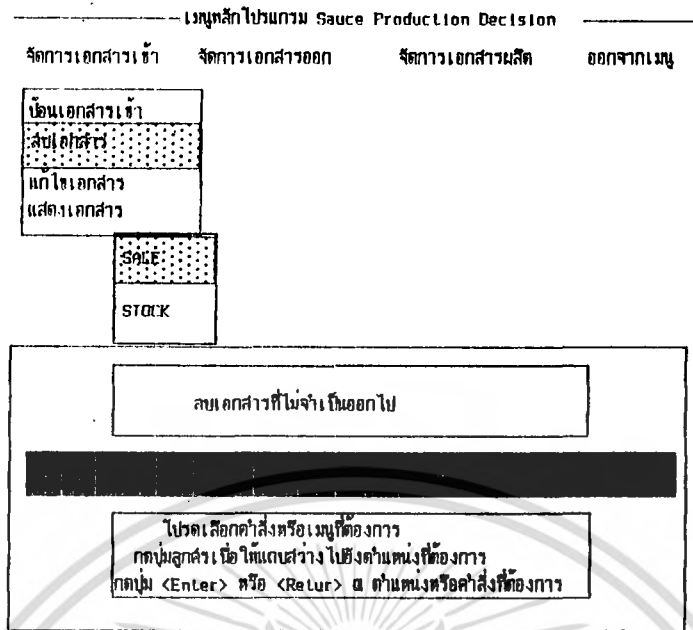 เมนูหลักโปรแกรม Sauce Production Decision
จัดการเอกสารเข้า จัดการเอกสารออก จัดการเอกสารผลิต ออกจากเมนู
ป้อนเอกสารเข้า
ลบเอกสาร
แก้ไขเอกสาร
แสดงเอกสาร
SALE
STOCK
ลบเอกสารที่ไม่จำเป็นออกไป
โปรดเลือกคำสั่งหรือเมนูที่ต้องการ
กดปุ่มลูกศรเพื่อให้แถบสว่างไปยังตำแหน่งที่ต้องการ
กดปุ่ม <Enter> หรือ <Retur> ณ ตำแหน่งหรือคำสั่งที่ต้องการ